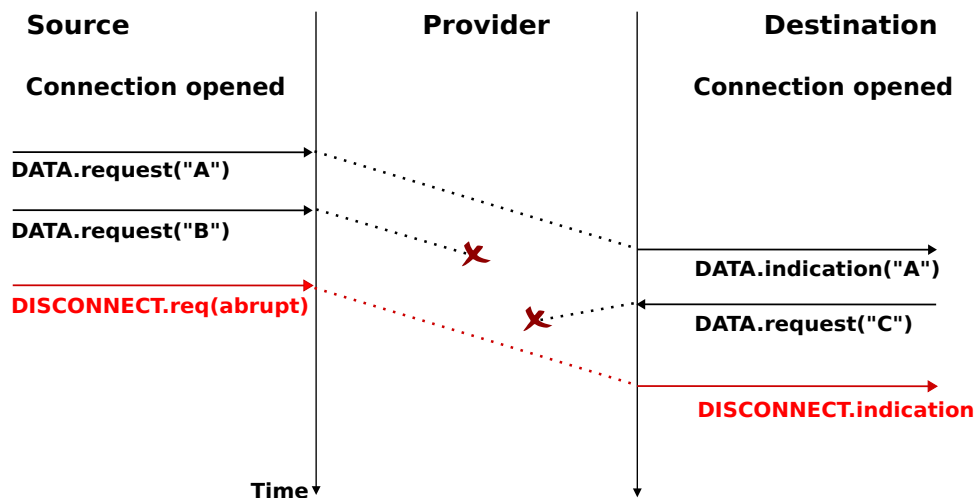 Source
Provider
Destination
Connection opened
Connection opened
DATA.request("A")
DATA.request("B")
DATA.indication("A")
DISCONNECT.req(abrupt)
DATA.request("C")
DISCONNECT.indication
Time